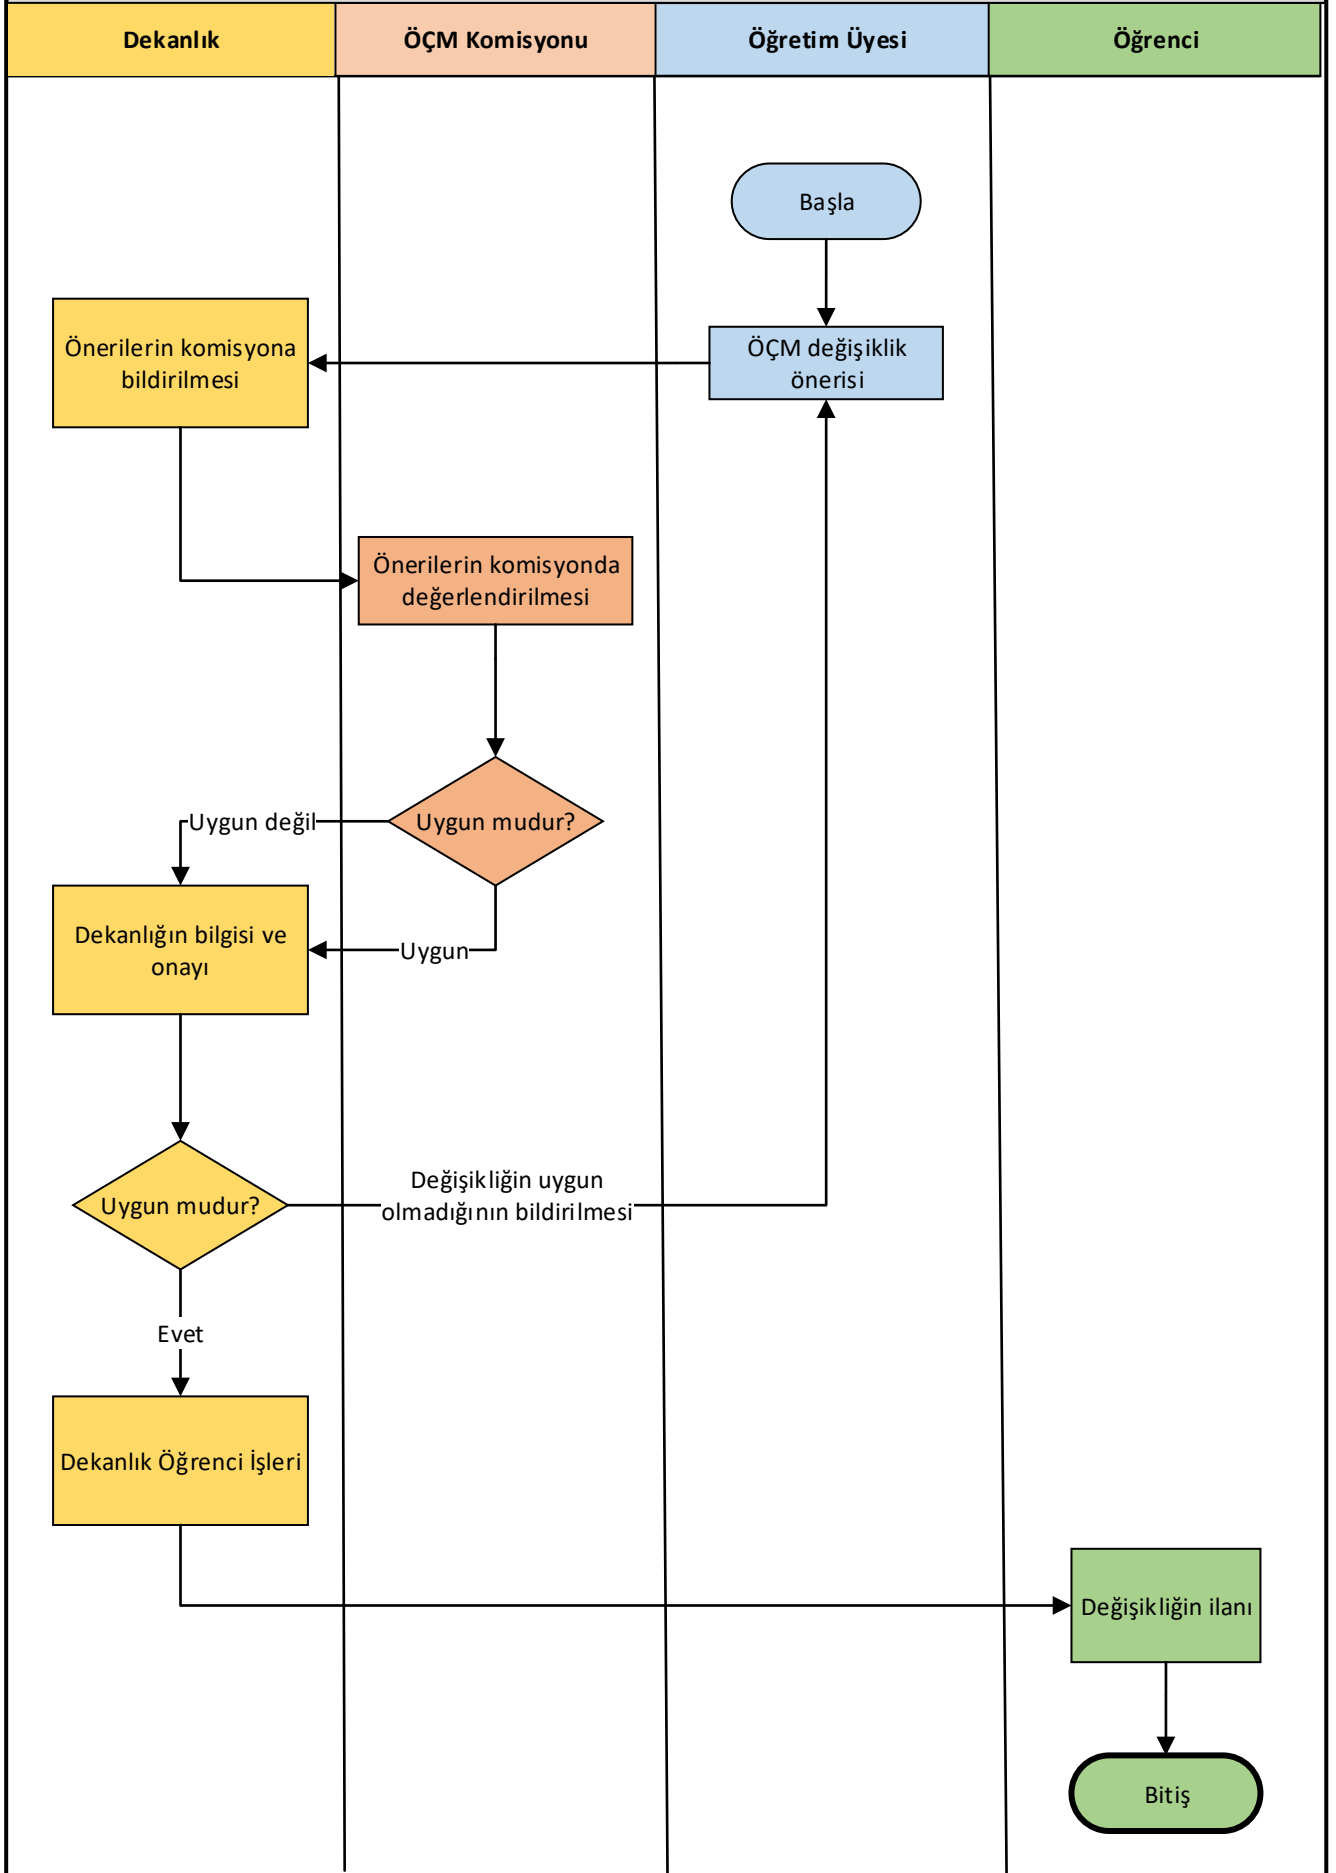 Dekanlık
ÖÇM Komisyonu
Öğretim Üyesi
Öğrenci
Başla
Önerilerin komisyona
bildirilmesi
ÖÇM değişiklik
önerisi
Önerilerin komisyonda
değerlendirilmesi
Uygun değil
Uygun mudur?
Dekanlığın bilgisi ve
onayı
Uygun
Uygun mudur?
Değişikliğin uygun
olmadığının bildirilmesi
Evet
Dekanlık Öğrenci İşleri
Değişikliğin ilanı
Bitiş